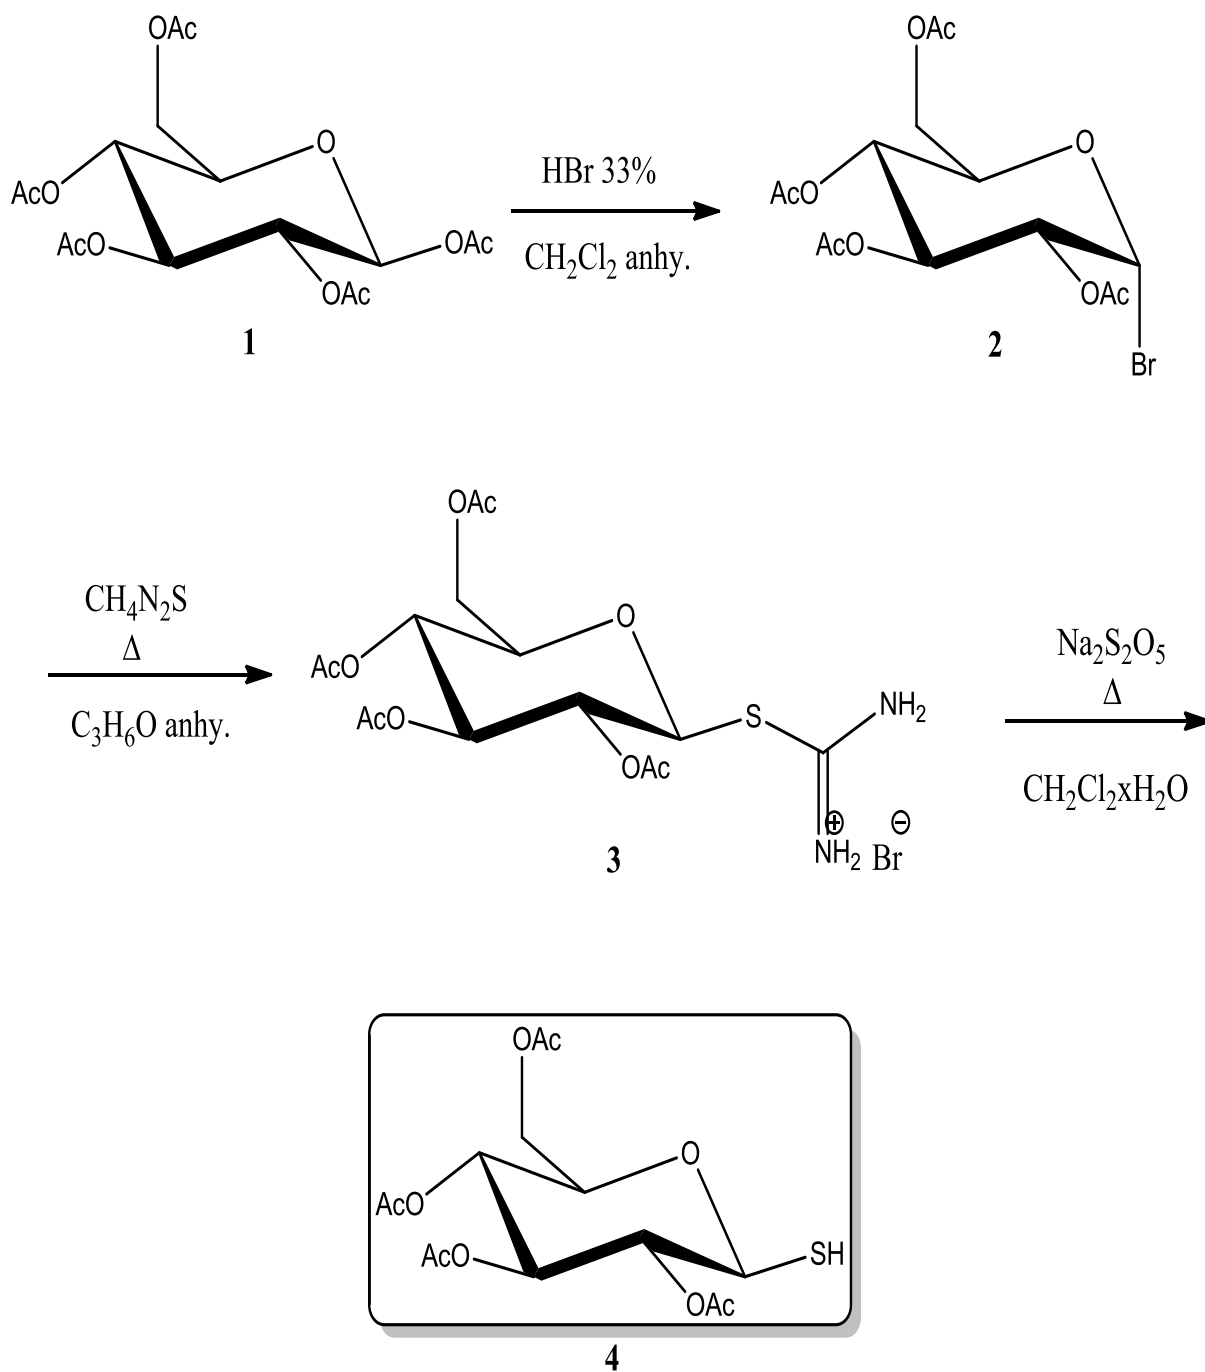 OAc
O
AcO
AcO
OAc
OAc
1
HBr 33%
CH₂Cl₂ anhy.
OAc
O
AcO
AcO
OAc
Br
2
CH₄N₂S
Δ
C₃H₆O anhy.
OAc
O
AcO
AcO
OAc
S
NH₂
⊕
NH₂
⊖
Br
3
Na₂S₂O₅
Δ
CH₂Cl₂xH₂O
OAc
O
AcO
AcO
OAc
SH
4